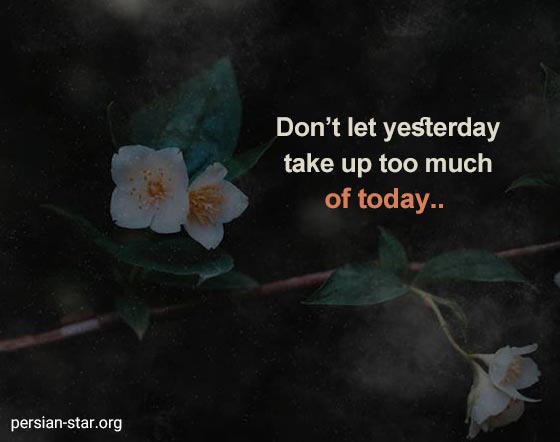 Don’t let yesterday
take up too much
of today..
persian-star.org